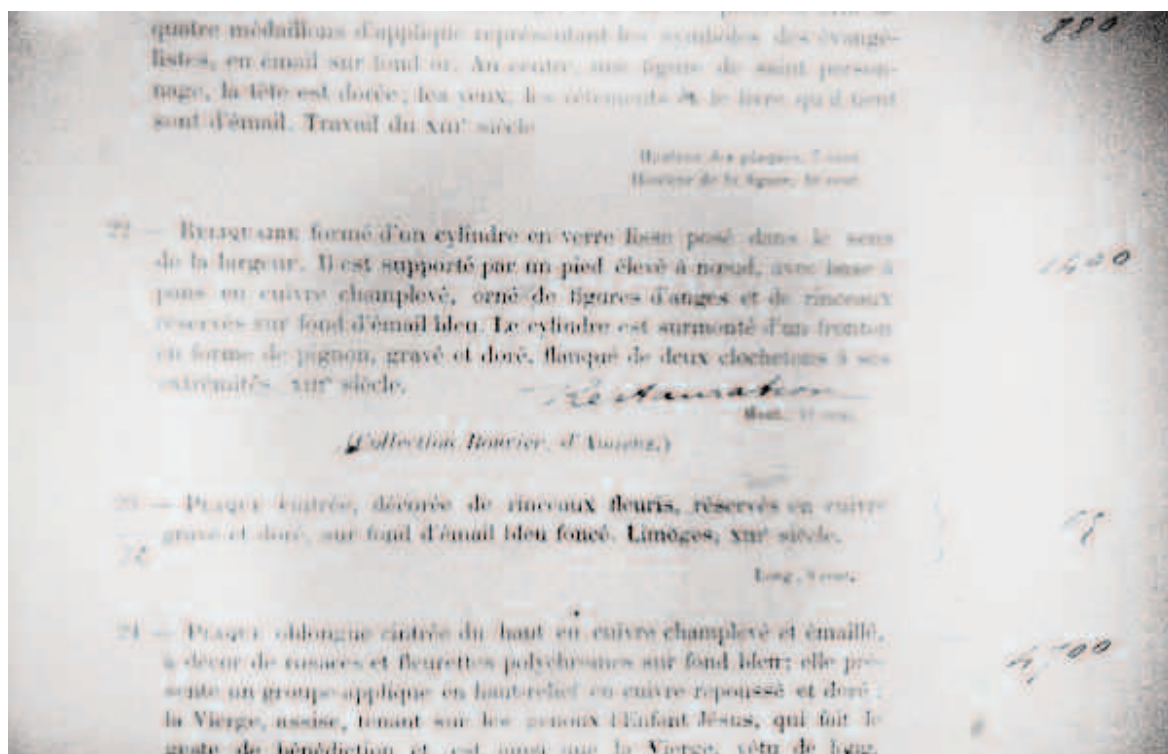 quatre médaillons d'applique représentant les symboles des évangé-
listes, en émail sur fond or. Au centre, une figure de saint person-
nage, la tête est dorée; les yeux, les vêtements et le livre qu'il tient
sont d'émail. Travail du XIIIe siècle
880
Hauteur des plaques, 7 cent.
Hauteur de la figure,
22 — RELIQUAIRE formé d'un cylindre en verre lisse posé dans le sens
de la largeur. Il est supporté par un pied élevé à nœud, avec base à
pans en cuivre champlevé, orné de figures d'anges et de rinceaux
réservés sur fond d'émail bleu. Le cylindre est surmonté d'un fronton
en forme de pignon, gravé et doré, flanqué de deux clochetons à ses
extrémités. XIIIe siècle.
1400
Restauration
Haut.
(Collection Bouvier, d'Amiens.)
23 — PLAQUE cintrée, décorée de rinceaux fleuris, réservés en cuivre
gravé et doré, sur fond d'émail bleu foncé. Limoges, XIIIe siècle.
Long., cent.
24 — PLAQUE oblongue cintrée du haut en cuivre champlevé et émaillé,
à décor de rosaces et fleurettes polychromes sur fond bleu; elle pré-
sente un groupe-applique en haut-relief en cuivre repoussé et doré:
la Vierge, assise, tenant sur les genoux l'Enfant Jésus, qui fait le
geste de bénédiction et est ainsi que la Vierge, vêtu de long,